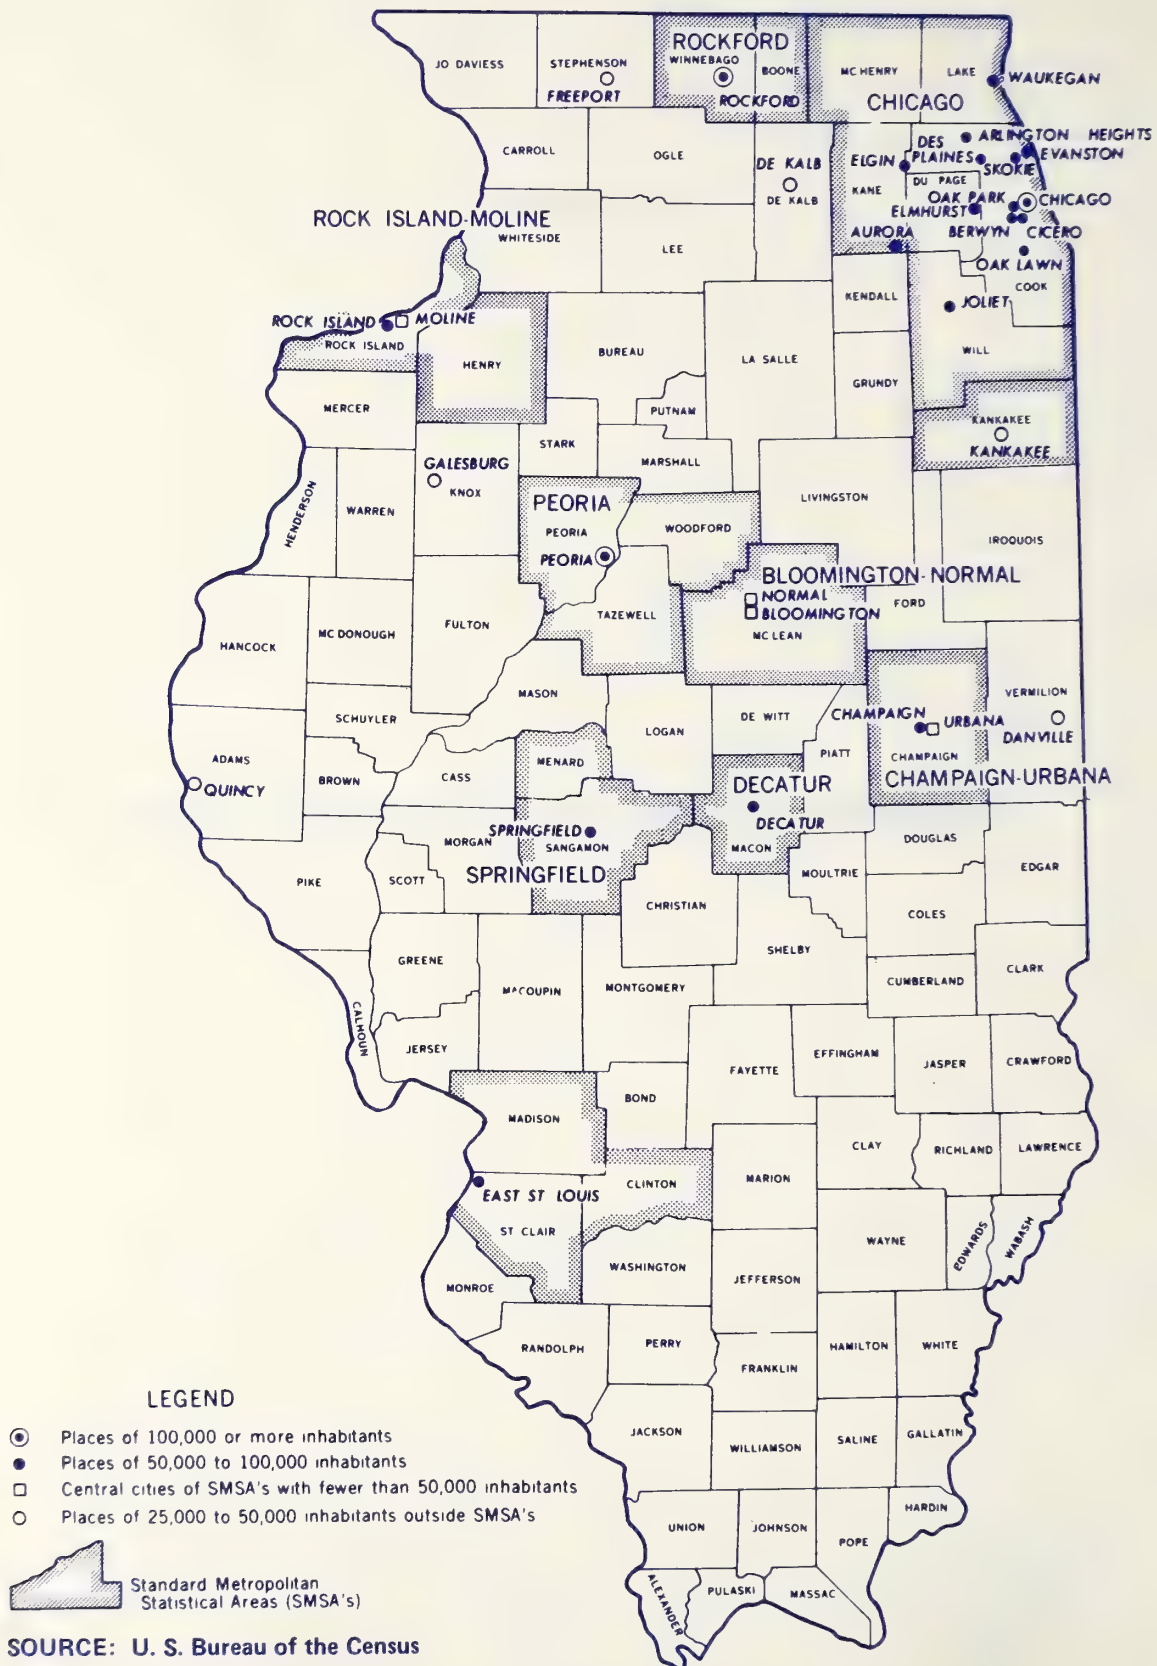 ROCKFORD
JO DAVIESS
STEPHENSON
WINNEBAGO
BOONE
MC HENRY
LAKE
WAUKEGAN
FREEPORT
ROCKFORD
CHICAGO
ARLINGTON HEIGHTS
CARROLL
OGLE
DE KALB
ELGIN
DES
PLAINES
SKOKIE
EVANSTON
DE KALB
KANE
DU PAGE
OAK PARK
CHICAGO
ELMHURST
ROCK ISLAND-MOLINE
WHITESIDE
LEE
AURORA
BERWYN
CICERO
OAK LAWN
COOK
KENDALL
JOLIET
ROCK ISLAND
MOLINE
ROCK ISLAND
HENRY
BUREAU
LA SALLE
WILL
GRUNDY
MERCER
PUTNAM
KANKAKEE
KANKAKEE
STARK
MARSHALL
GALESBURG
KNOX
HENDERSON
WARREN
PEORIA
PEORIA
PEORIA
WOODFORD
LIVINGSTON
IROQUOIS
BLOOMINGTON-NORMAL
NORMAL
BLOOMINGTON
MC LEAN
FORD
TAZEWELL
FULTON
HANCOCK
MC DONOUGH
MASON
SCHUYLER
LOGAN
DE WITT
CHAMPAIGN
URBANA
VERMILION
DANVILLE
PIATT
CHAMPAIGN
CHAMPAIGN-URBANA
ADAMS
QUINCY
BROWN
CASS
MENARD
DECATUR
DECATUR
MACON
SPRINGFIELD
SANGAMON
SPRINGFIELD
MORGAN
SCOTT
PIKE
DOUGLAS
EDGAR
MOULTRIE
COLES
CHRISTIAN
SHELBY
GREENE
MACOUPIN
MONTGOMERY
CUMBERLAND
CLARK
CALHOUN
JERSEY
FAYETTE
EFFINGHAM
JASPER
CRAWFORD
MADISON
BOND
CLAY
RICHLAND
LAWRENCE
EAST ST LOUIS
CLINTON
MARION
ST CLAIR
WAYNE
EDWARDS
WABASH
MONROE
WASHINGTON
JEFFERSON
RANDOLPH
PERRY
HAMILTON
WHITE
FRANKLIN
JACKSON
WILLIAMSON
SALINE
GALLATIN
HARDIN
UNION
JOHNSON
POPE
ALEXANDER
PULASKI
MASSAC
LEGEND
Places of 100,000 or more inhabitants
Places of 50,000 to 100,000 inhabitants
Central cities of SMSA's with fewer than 50,000 inhabitants
Places of 25,000 to 50,000 inhabitants outside SMSA's
Standard Metropolitan
Statistical Areas (SMSA's)
SOURCE: U. S. Bureau of the Census